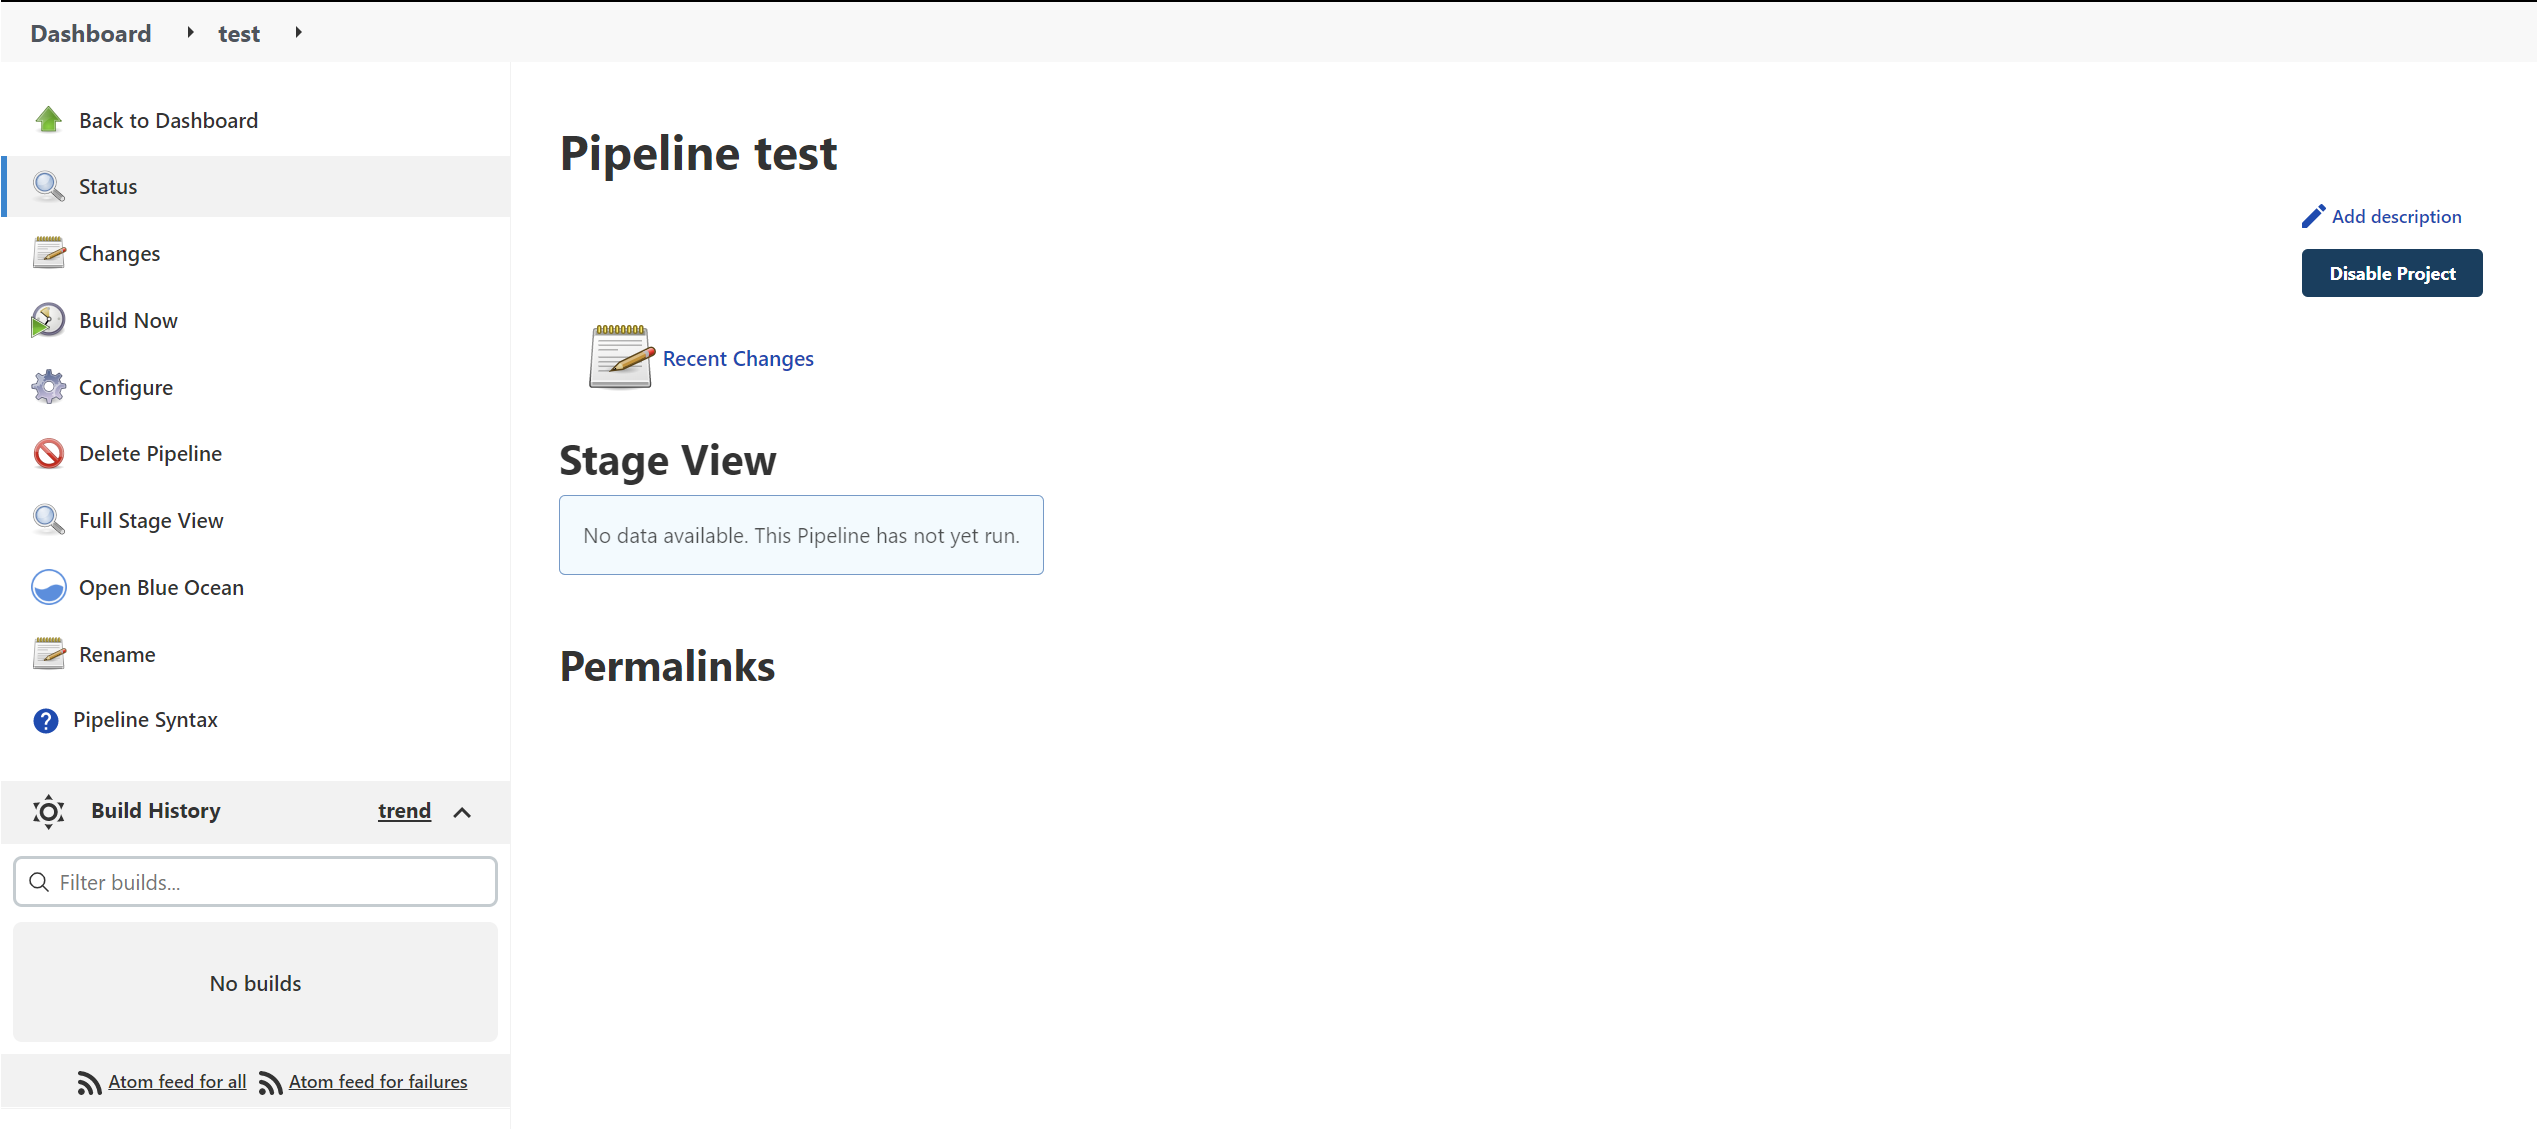 Dashboard test
Back to Dashboard
Status
Changes
Build Now
Configure
Delete Pipeline
Full Stage View
Open Blue Ocean
Rename
Pipeline Syntax
Build History trend
Filter builds...
No builds
Atom feed for all Atom feed for failures
Pipeline test
Add description
Disable Project
Recent Changes
Stage View
No data available. This Pipeline has not yet run.
Permalinks